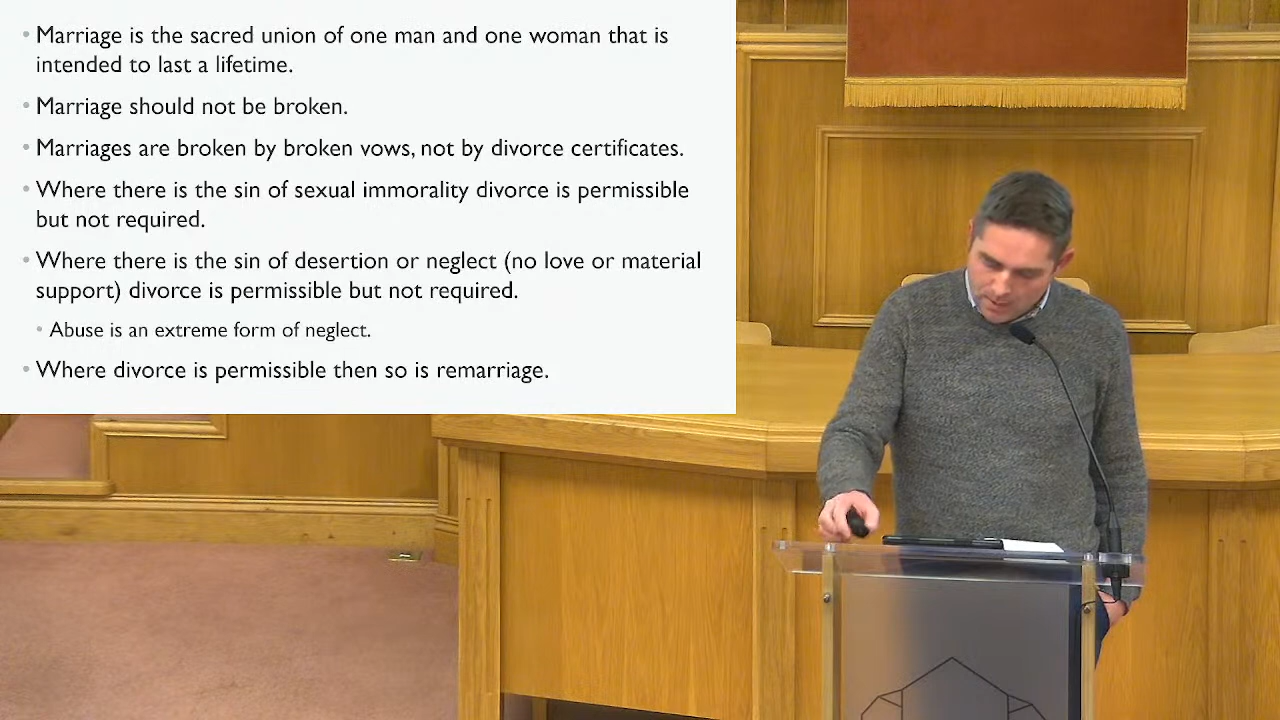 Marriage is the sacred union of one man and one woman that is
intended to last a lifetime.
Marriage should not be broken.
Marriages are broken by broken vows, not by divorce certificates.
Where there is the sin of sexual immorality divorce is permissible
but not required.
Where there is the sin of desertion or neglect (no love or material
support) divorce is permissible but not required.
Abuse is an extreme form of neglect.
Where divorce is permissible then so is remarriage.